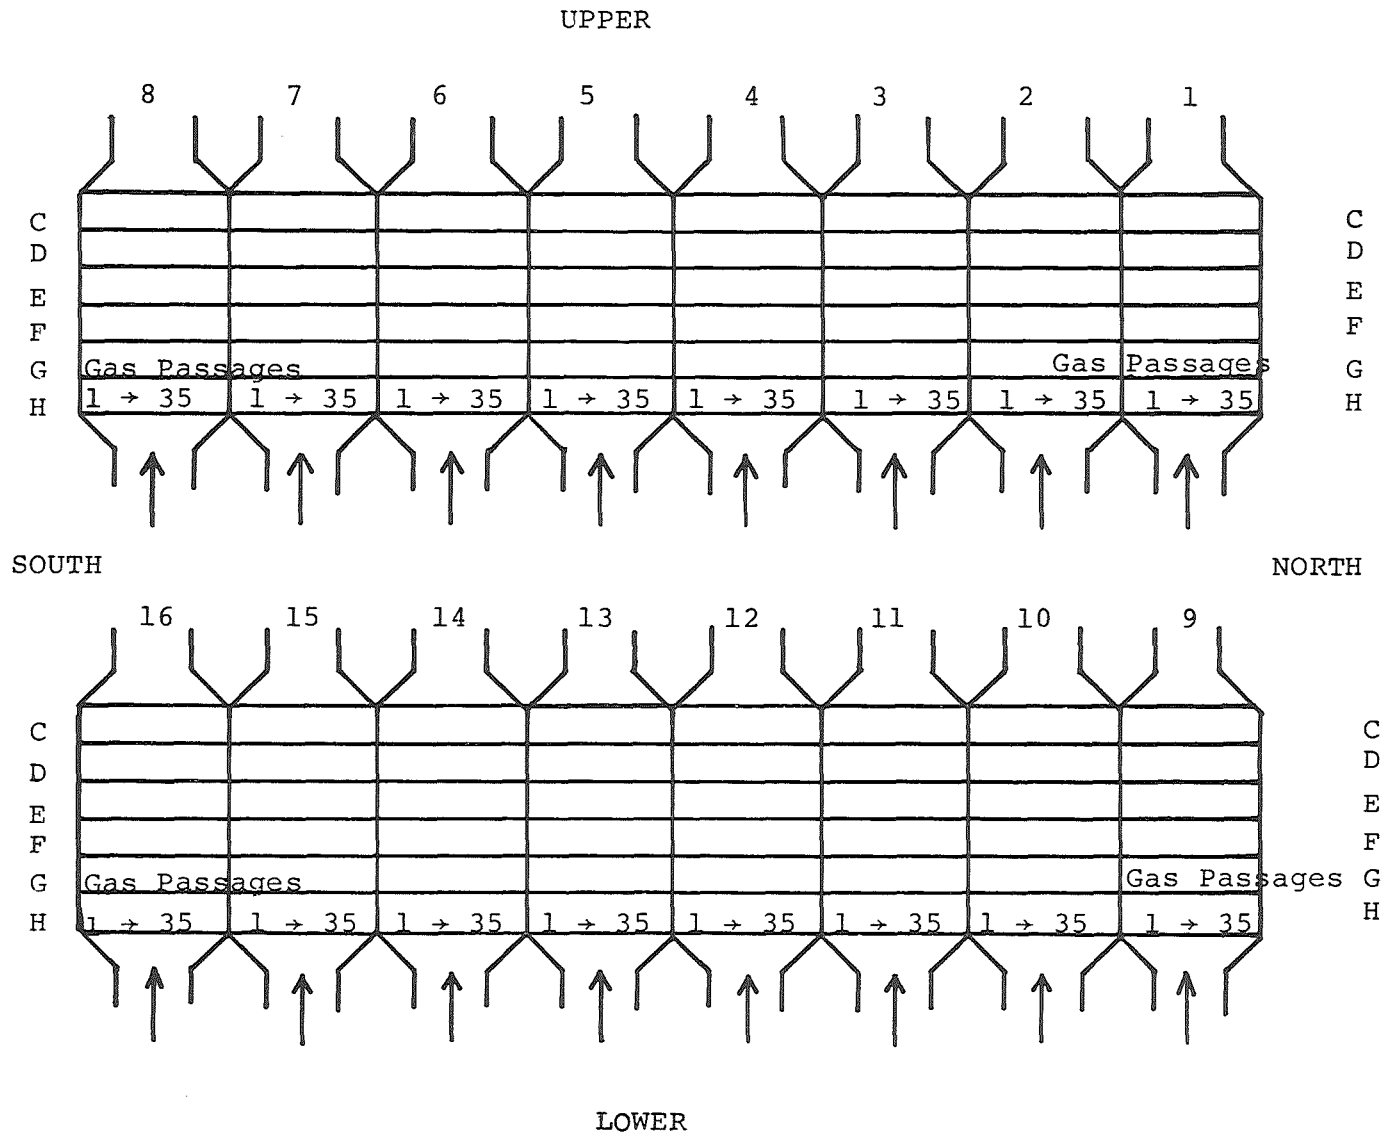 UPPER
8 7 6 5 4 3 2 1
C C
D D
E E
F F
G Gas Passages Gas Passages G
H 1 → 35 1 → 35 1 → 35 1 → 35 1 → 35 1 → 35 1 → 35 1 → 35 H
SOUTH NORTH
16 15 14 13 12 11 10 9
C C
D D
E E
F F
G Gas Passages Gas Passages G
H 1 → 35 1 → 35 1 → 35 1 → 35 1 → 35 1 → 35 1 → 35 1 → 35 H
LOWER